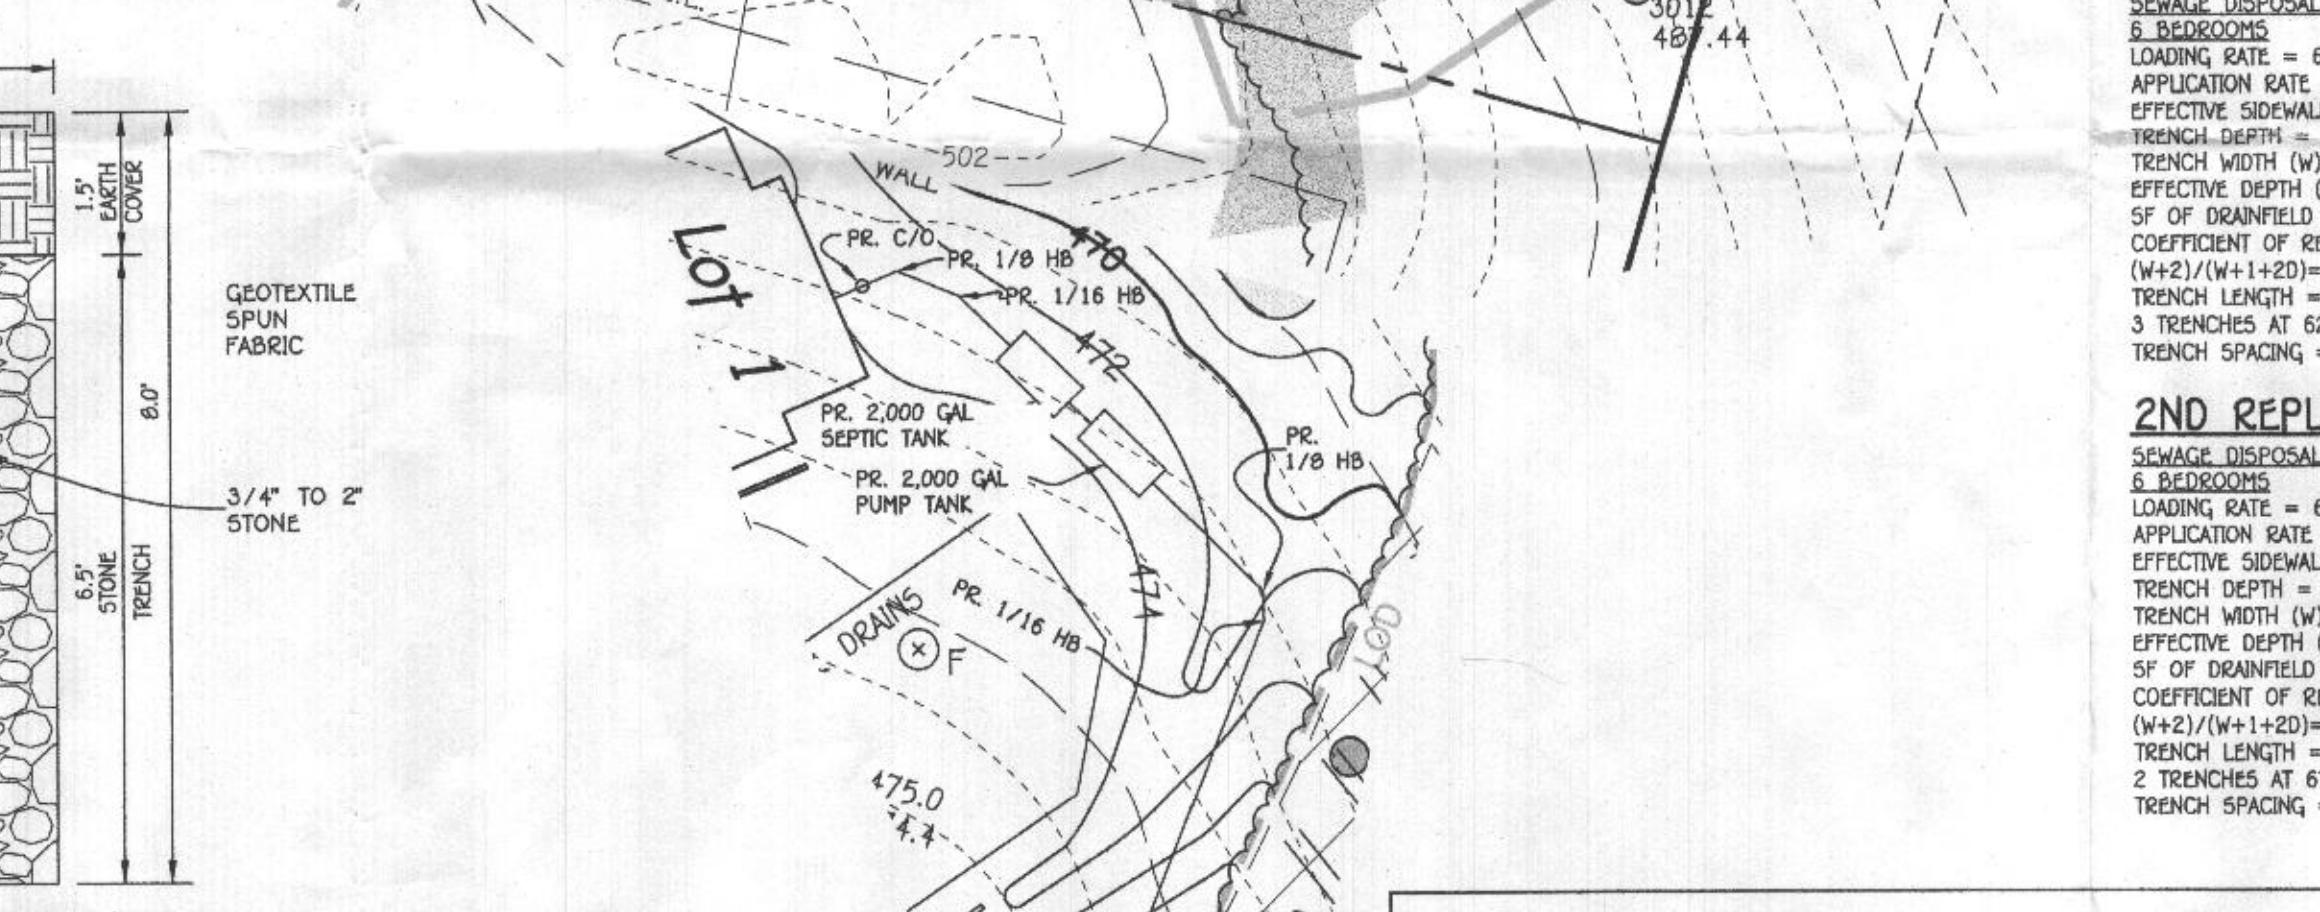 1.5'
EARTH
COVER
8.0'
6.5'
STONE
TRENCH
GEOTEXTILE
SPUN
FABRIC
3/4" TO 2"
STONE
LOT 1
WALL
502
470
472
474
PR. C/O
PR. 1/8 HB
PR. 1/16 HB
PR. 2,000 GAL
SEPTIC TANK
PR. 2,000 GAL
PUMP TANK
PR.
1/8 HB
DRAINS
PR. 1/16 HB
F
475.0
4.4
LOD
3012
487.44
SEWAGE DISPOSAL
6 BEDROOMS
LOADING RATE =
APPLICATION RATE
EFFECTIVE
TRENCH DEPTH =
TRENCH WIDTH (W)
EFFECTIVE DEPTH
SF OF DRAINFIELD
COEFFICIENT OF
(W+2)/(W+1+2D)=
TRENCH LENGTH =
3 TRENCHES AT
TRENCH SPACING =
2ND
SEWAGE DISPOSAL
6 BEDROOMS
LOADING RATE =
APPLICATION RATE
EFFECTIVE
TRENCH DEPTH =
TRENCH WIDTH (W)
EFFECTIVE DEPTH
SF OF DRAINFIELD
COEFFICIENT OF
(W+2)/(W+1+2D)=
TRENCH LENGTH =
2 TRENCHES AT
TRENCH SPACING =